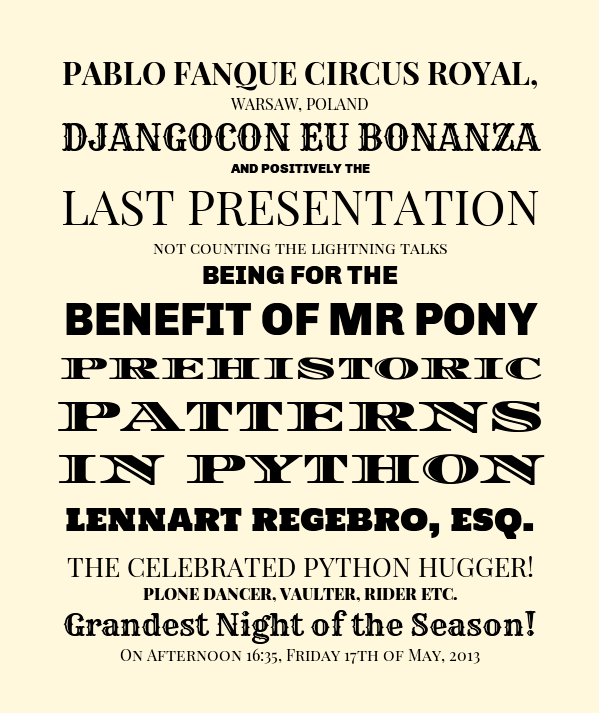 PABLO FANQUE CIRCUS ROYAL,
WARSAW, POLAND
DJANGOCON EU BONANZA
AND POSITIVELY THE
LAST PRESENTATION
NOT COUNTING THE LIGHTNING TALKS
BEING FOR THE
BENEFIT OF MR PONY
PREHISTORIC
PATTERNS
IN PYTHON
LENNART REGEBRO, ESQ.
THE CELEBRATED PYTHON HUGGER!
PLONE DANCER, VAULTER, RIDER ETC.
Grandest Night of the Season!
On Afternoon 16:35, Friday 17th of May, 2013